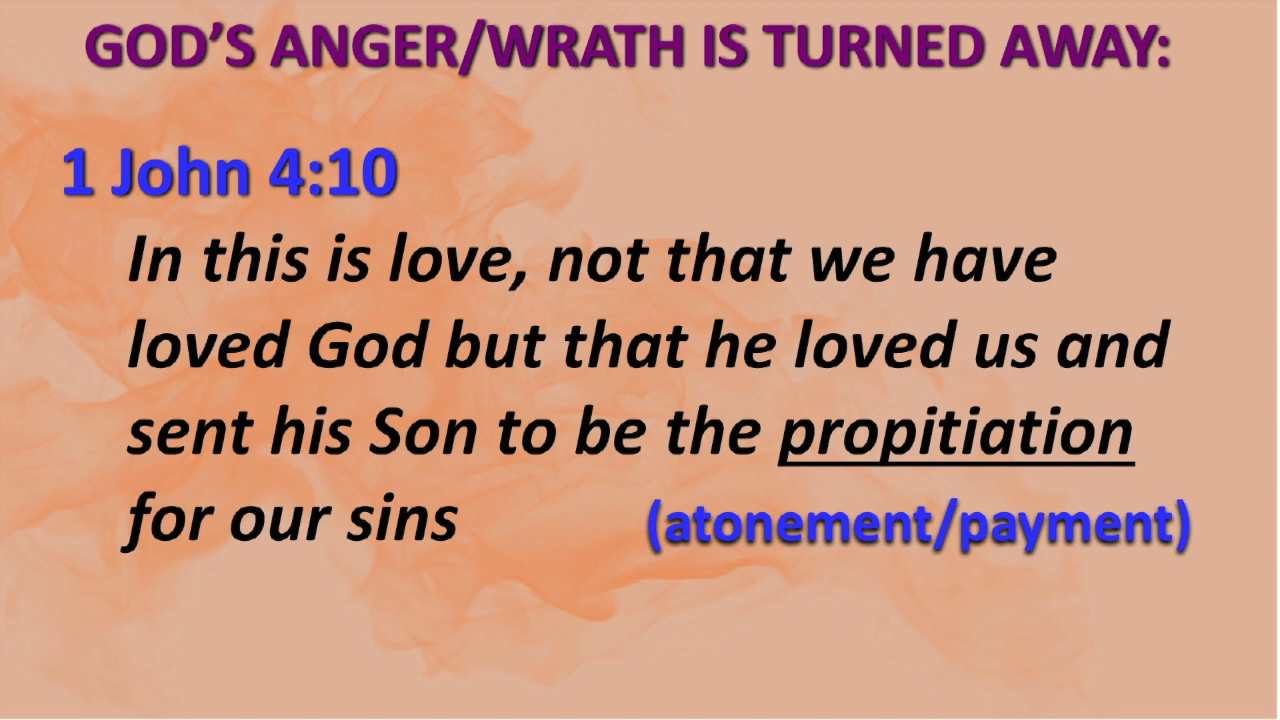 GOD’S ANGER/WRATH IS TURNED AWAY:
1 John 4:10
In this is love, not that we have
loved God but that he loved us and
sent his Son to be the propitiation
for our sins (atonement/payment)